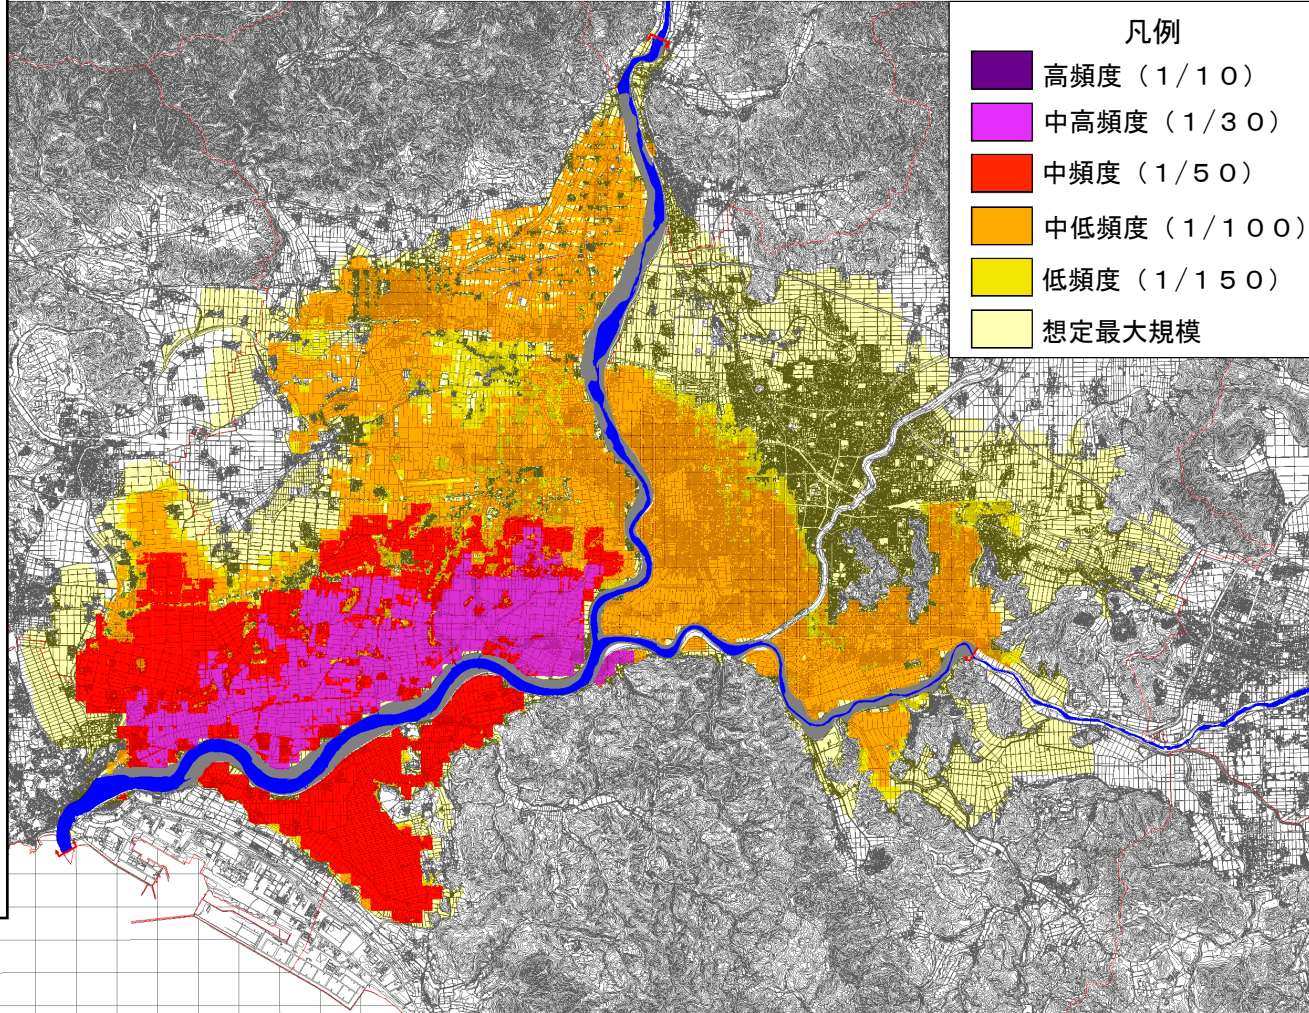 凡例
高頻度（１/１０）
中高頻度（１/３０）
中頻度（１/５０）
中低頻度（１/１００）
低頻度（１/１５０）
想定最大規模